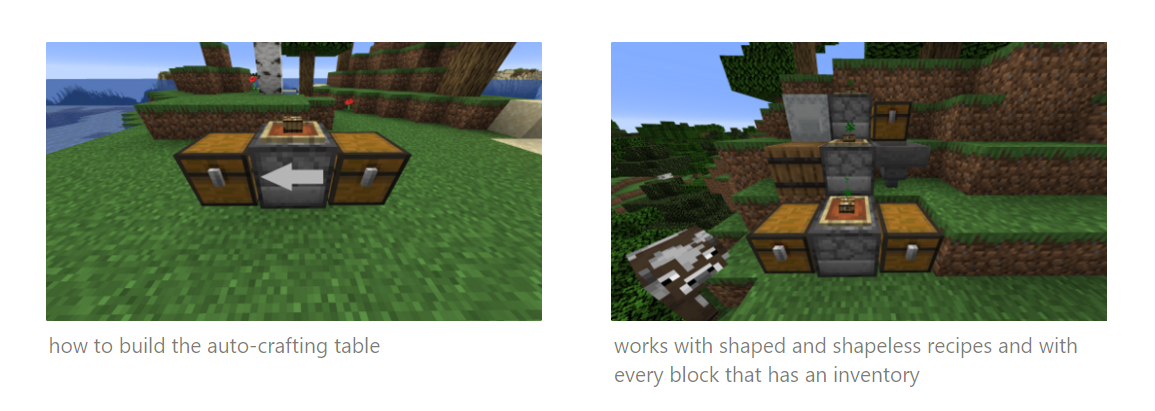 how to build the auto-crafting table
works with shaped and shapeless recipes and with
every block that has an inventory